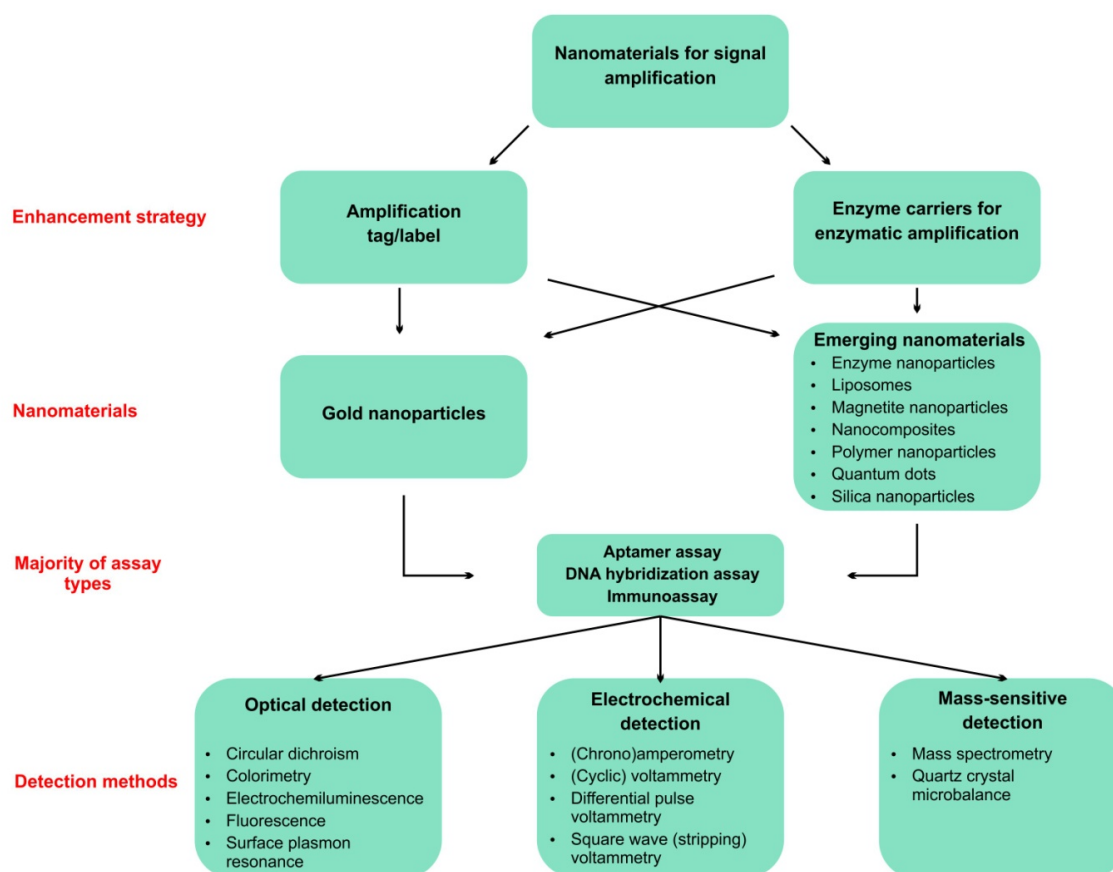 Nanomaterials for signal
amplification
Enhancement strategy
Amplification
tag/label
Enzyme carriers for
enzymatic amplification
Nanomaterials
Gold nanoparticles
Emerging nanomaterials
• Enzyme nanoparticles
• Liposomes
• Magnetite nanoparticles
• Nanocomposites
• Polymer nanoparticles
• Quantum dots
• Silica nanoparticles
Majority of assay
types
Aptamer assay
DNA hybridization assay
Immunoassay
Detection methods
Optical detection
• Circular dichroism
• Colorimetry
• Electrochemiluminescence
• Fluorescence
• Surface plasmon
resonance
Electrochemical
detection
• (Chrono)amperometry
• (Cyclic) voltammetry
• Differential pulse
voltammetry
• Square wave (stripping)
voltammetry
Mass-sensitive
detection
• Mass spectrometry
• Quartz crystal
microbalance